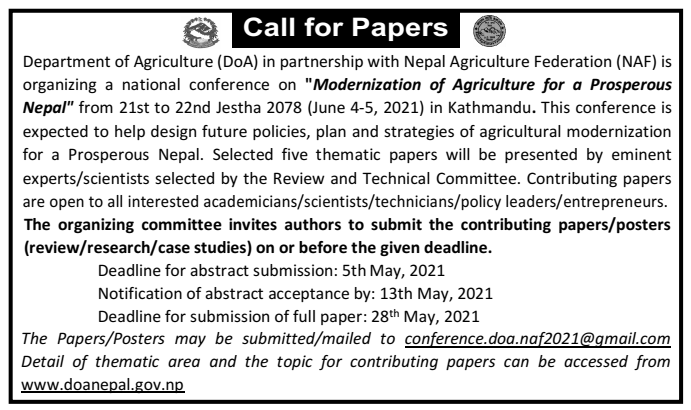 Call for Papers
Department of Agriculture (DoA) in partnership with Nepal Agriculture Federation (NAF) is
organizing a national conference on "Modernization of Agriculture for a Prosperous
Nepal" from 21st to 22nd Jestha 2078 (June 4-5, 2021) in Kathmandu. This conference is
expected to help design future policies, plan and strategies of agricultural modernization
for a Prosperous Nepal. Selected five thematic papers will be presented by eminent
experts/scientists selected by the Review and Technical Committee. Contributing papers
are open to all interested academicians/scientists/technicians/policy leaders/entrepreneurs.
The organizing committee invites authors to submit the contributing papers/posters
(review/research/case studies) on or before the given deadline.
Deadline for abstract submission: 5th May, 2021
Notification of abstract acceptance by: 13th May, 2021
Deadline for submission of full paper: 28th May, 2021
The Papers/Posters may be submitted/mailed to conference.doa.naf2021@gmail.com
Detail of thematic area and the topic for contributing papers can be accessed from
www.doanepal.gov.np